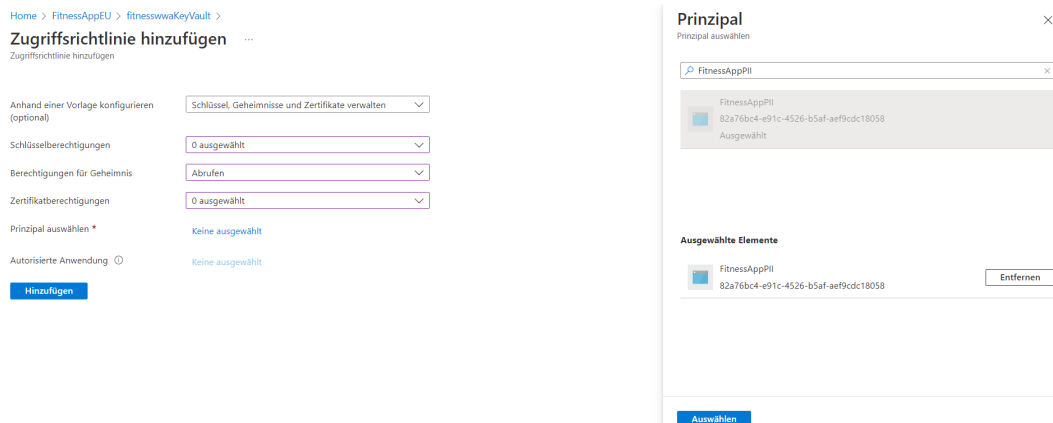 Home > FitnessAppEU > fitnesswwaKeyVault >
Zugriffsrichtlinie hinzufügen ...
Zugriffsrichtlinie hinzufügen
Anhand einer Vorlage konfigurieren (optional)
Schlüssel, Geheimnisse und Zertifikate verwalten
Schlüsselberechtigungen
0 ausgewählt
Berechtigungen für Geheimnis
Abrufen
Zertifikatberechtigungen
0 ausgewählt
Prinzipal auswählen *
Keine ausgewählt
Autorisierte Anwendung
Keine ausgewählt
Hinzufügen
Prinzipal
Prinzipal auswählen
FitnessAppPII
FitnessAppPII
82a76bc4-e91c-4526-b5af-aef9cdc18058
Ausgewählt
Ausgewählte Elemente
FitnessAppPII
82a76bc4-e91c-4526-b5af-aef9cdc18058
Entfernen
Auswählen